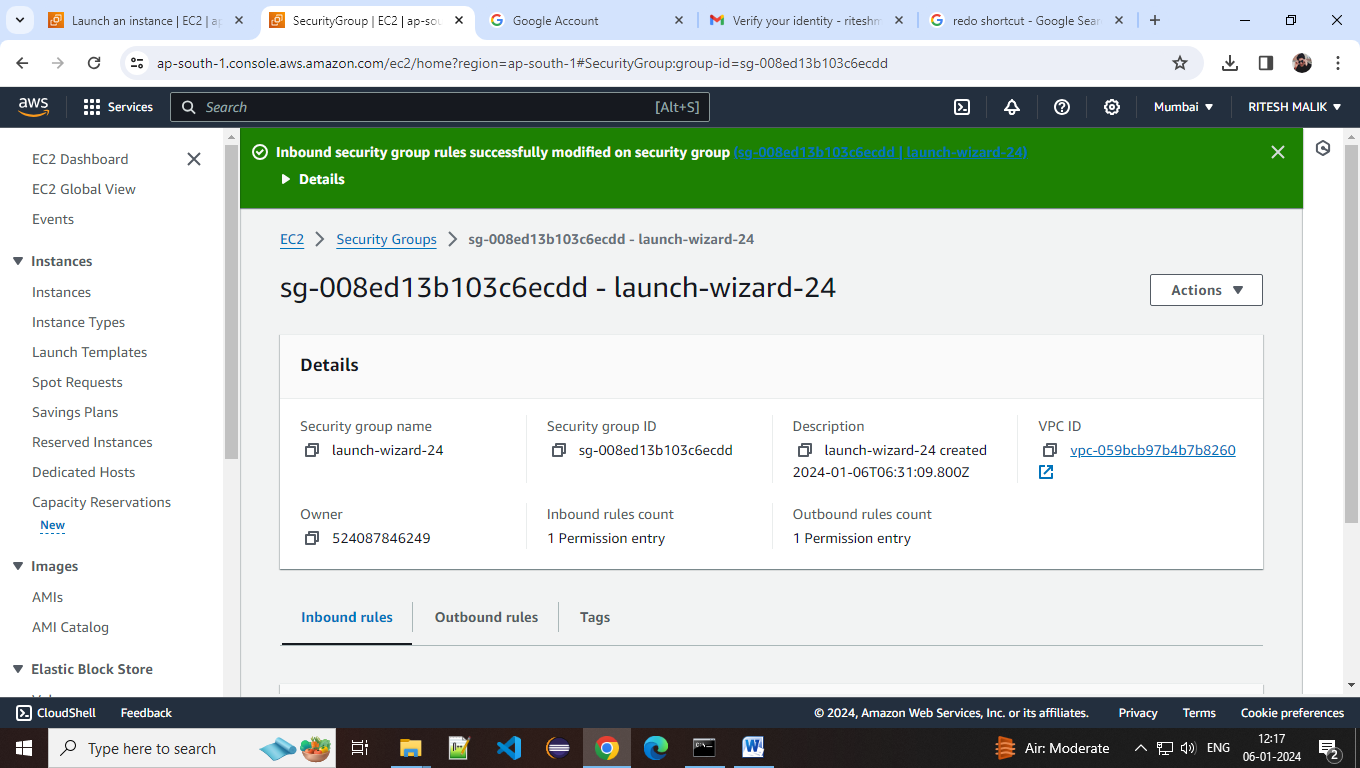 Launch an instance | EC2 | ap
SecurityGroup | EC2 | ap-sou
Google Account
Verify your identity - riteshm
redo shortcut - Google Sear
ap-south-1.console.aws.amazon.com/ec2/home?region=ap-south-1#SecurityGroup:group-id=sg-008ed13b103c6ecdd
aws
Services
Search
[Alt+S]
Mumbai
RITESH MALIK
EC2 Dashboard
EC2 Global View
Events
Instances
Instances
Instance Types
Launch Templates
Spot Requests
Savings Plans
Reserved Instances
Dedicated Hosts
Capacity Reservations
New
Images
AMIs
AMI Catalog
Elastic Block Store
Inbound security group rules successfully modified on security group (sg-008ed13b103c6ecdd | launch-wizard-24)
Details
EC2 > Security Groups > sg-008ed13b103c6ecdd - launch-wizard-24
sg-008ed13b103c6ecdd - launch-wizard-24
Actions
Details
Security group name
launch-wizard-24
Security group ID
sg-008ed13b103c6ecdd
Description
launch-wizard-24 created
2024-01-06T06:31:09.800Z
VPC ID
vpc-059bcb97b4b7b8260
Owner
524087846249
Inbound rules count
1 Permission entry
Outbound rules count
1 Permission entry
Inbound rules
Outbound rules
Tags
CloudShell
Feedback
© 2024, Amazon Web Services, Inc. or its affiliates.
Privacy
Terms
Cookie preferences
Type here to search
Air: Moderate
ENG
12:17
06-01-2024
2